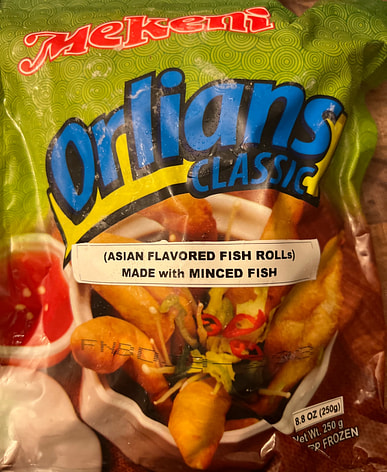 Mekeni
Orlians
CLASSIC
(ASIAN FLAVORED FISH ROLLs)
MADE with MINCED FISH
8.8 OZ (250g)
Net Wt. 250 g
FROZEN